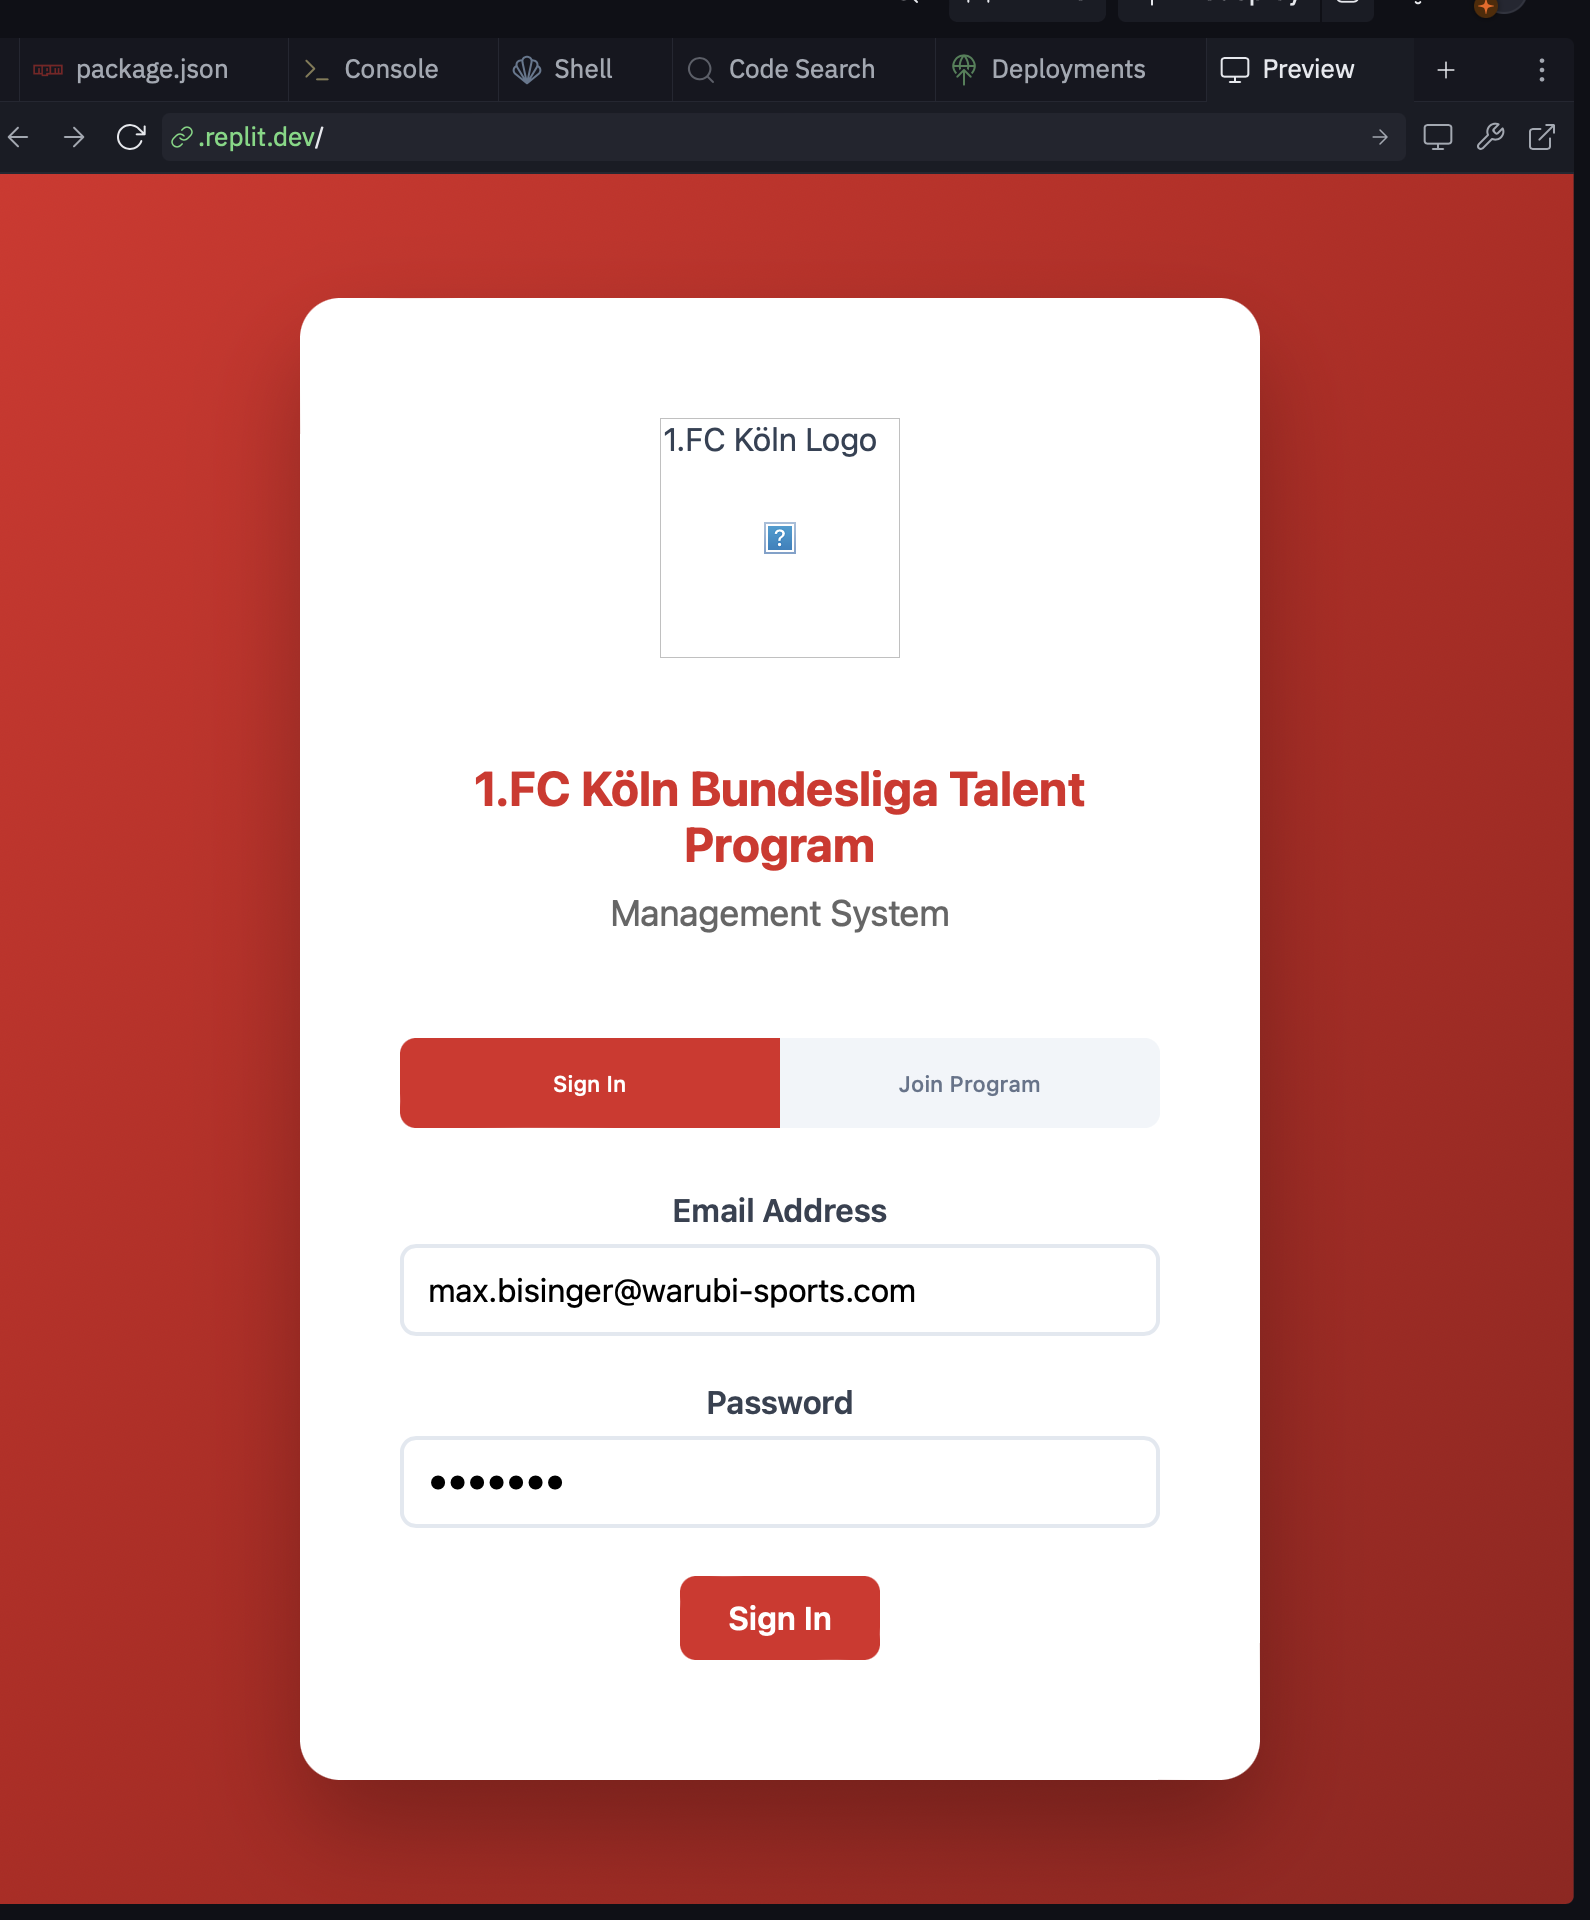 package.json
Console
Shell
Code Search
Deployments
Preview
.replit.dev/
1.FC Köln Logo
?
1.FC Köln Bundesliga Talent
Program
Management System
Sign In
Join Program
Email Address
max.bisinger@warubi-sports.com
Password
Sign In